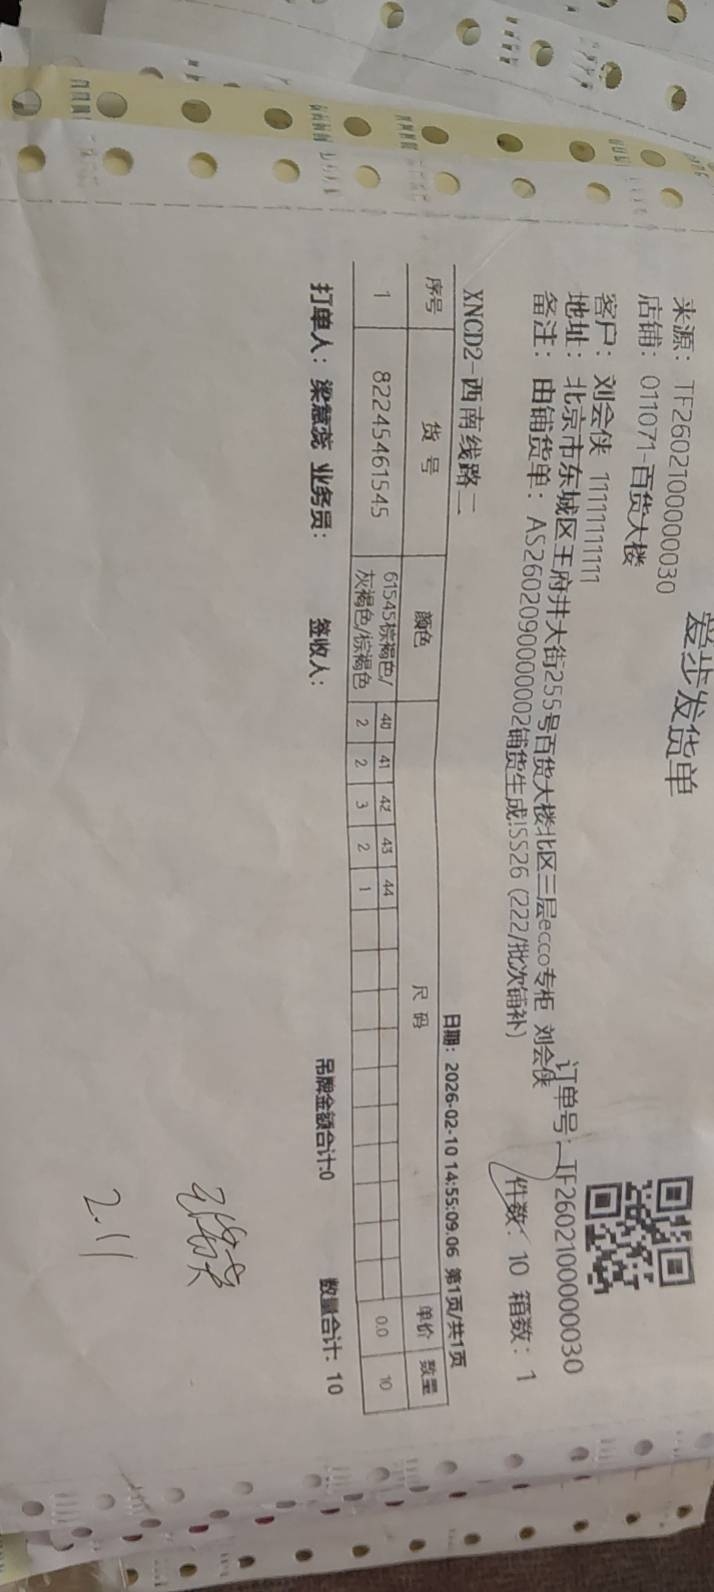 爱步发货单
来源：TF2602100000030
店铺：011071 百货大楼
订单号：TF2602100000030
客户：刘会侠 11111111111
地址：北京市东城区王府井大街255号百货大楼北区三层ecco专柜 刘会侠
件数：10 箱数：1
备注：由铺货单：AS2602090000002铺货生成!SS26 (222/批次铺补)
XNCD2-西南线路二
日期：2026-02-10 14:55:09.06 第1页/共1页
序号 货号 颜色 尺码 单价 数量
1 82245461545 61545棕褐色/灰褐色/棕褐色 0.0 10
40 41 42 43 44
2 2 3 2 1
打单人：梁慧蕊 业务员： 签收人： 吊牌金额合计:0 数量合计：10
2.11